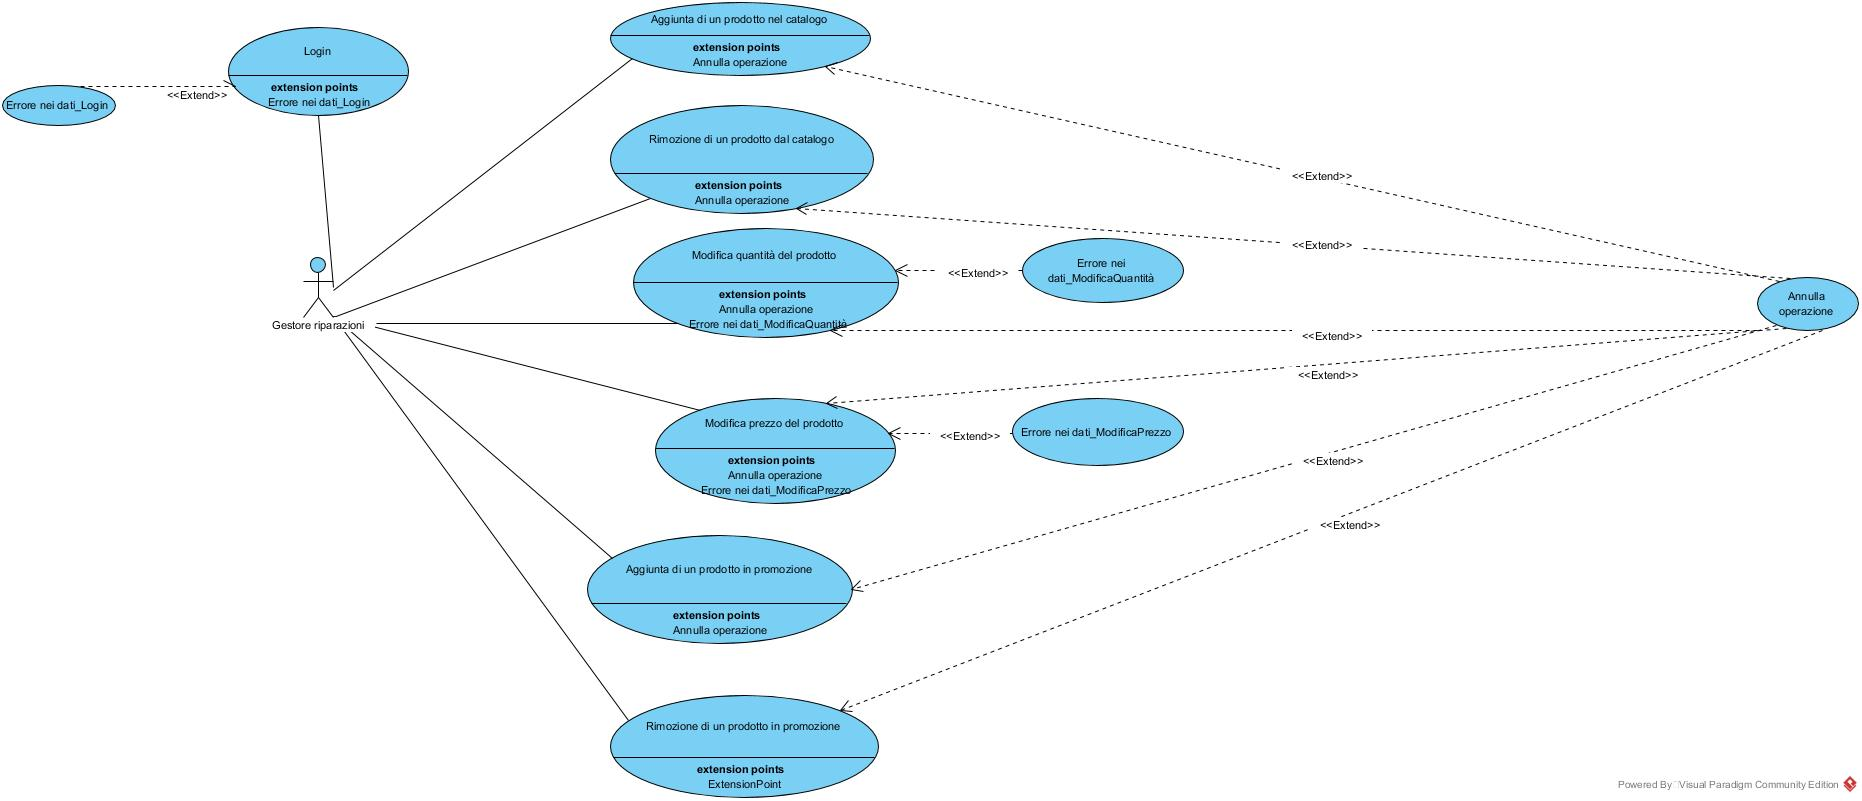 Login
extension points
Errore nei dati_Login
Errore nei dati_Login
<<Extend>>
Gestore riparazioni
Aggiunta di un prodotto nel catalogo
extension points
Annulla operazione
<<Extend>>
Rimozione di un prodotto dal catalogo
extension points
Annulla operazione
<<Extend>>
Modifica quantità del prodotto
extension points
Annulla operazione
Errore nei dati_ModificaQuantità
<<Extend>>
Errore nei
dati_ModificaQuantità
<<Extend>>
Annulla
operazione
Modifica prezzo del prodotto
extension points
Annulla operazione
Errore nei dati_ModificaPrezzo
<<Extend>>
<<Extend>>
Errore nei dati_ModificaPrezzo
Aggiunta di un prodotto in promozione
extension points
Annulla operazione
<<Extend>>
<<Extend>>
Rimozione di un prodotto in promozione
extension points
ExtensionPoint
Powered By Visual Paradigm Community Edition